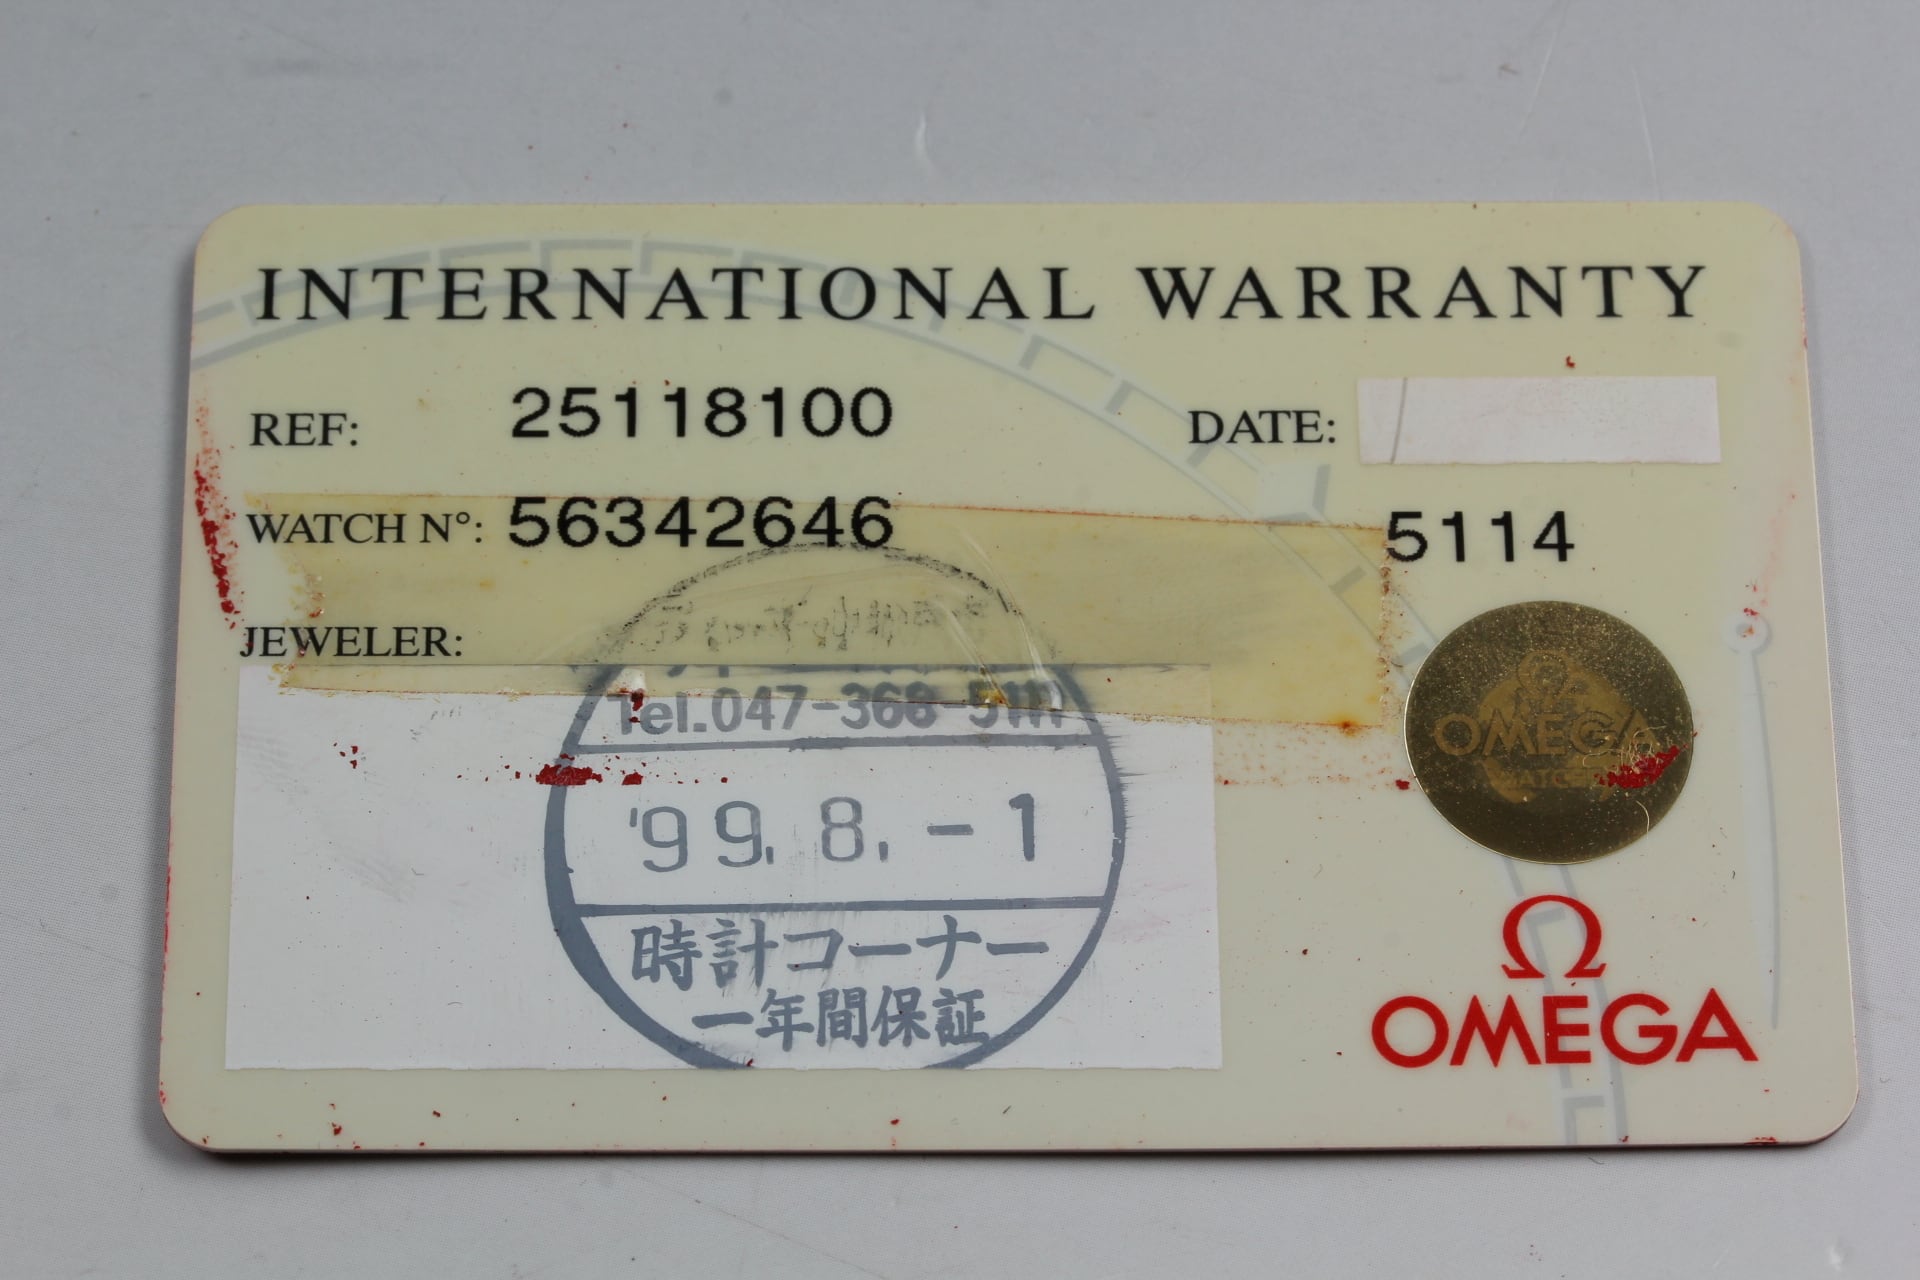 INTERNATIONAL WARRANTY
REF: 25118100 DATE:
WATCH N°: 56342646 5114
JEWELER:
Tel.047-368-5111
'99.8.-1
時計コーナー
一年間保証
OMEGA
Ω
OMEGA